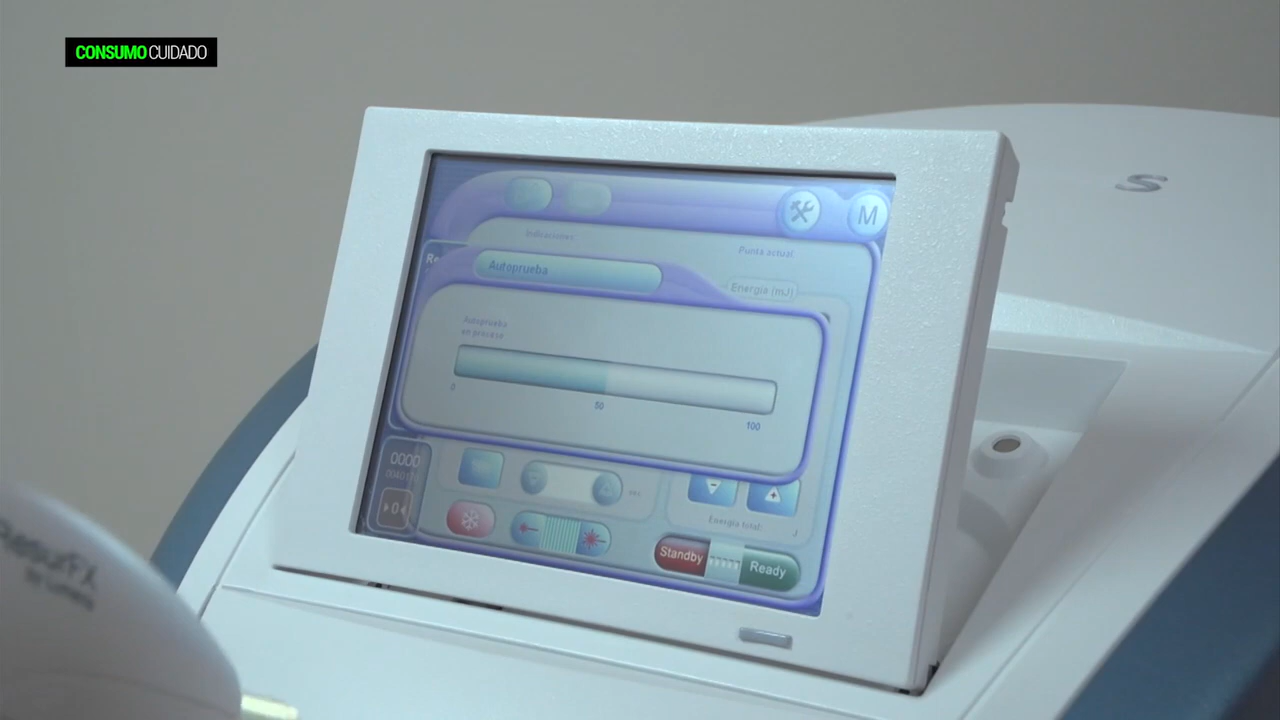 CONSUMO CUIDADO
S
M
Indicaciones
Punta actual
Autoprueba
Energía (mJ)
Autoprueba
en proceso
0
50
100
0000
0
Energía total:
J
Standby
Ready